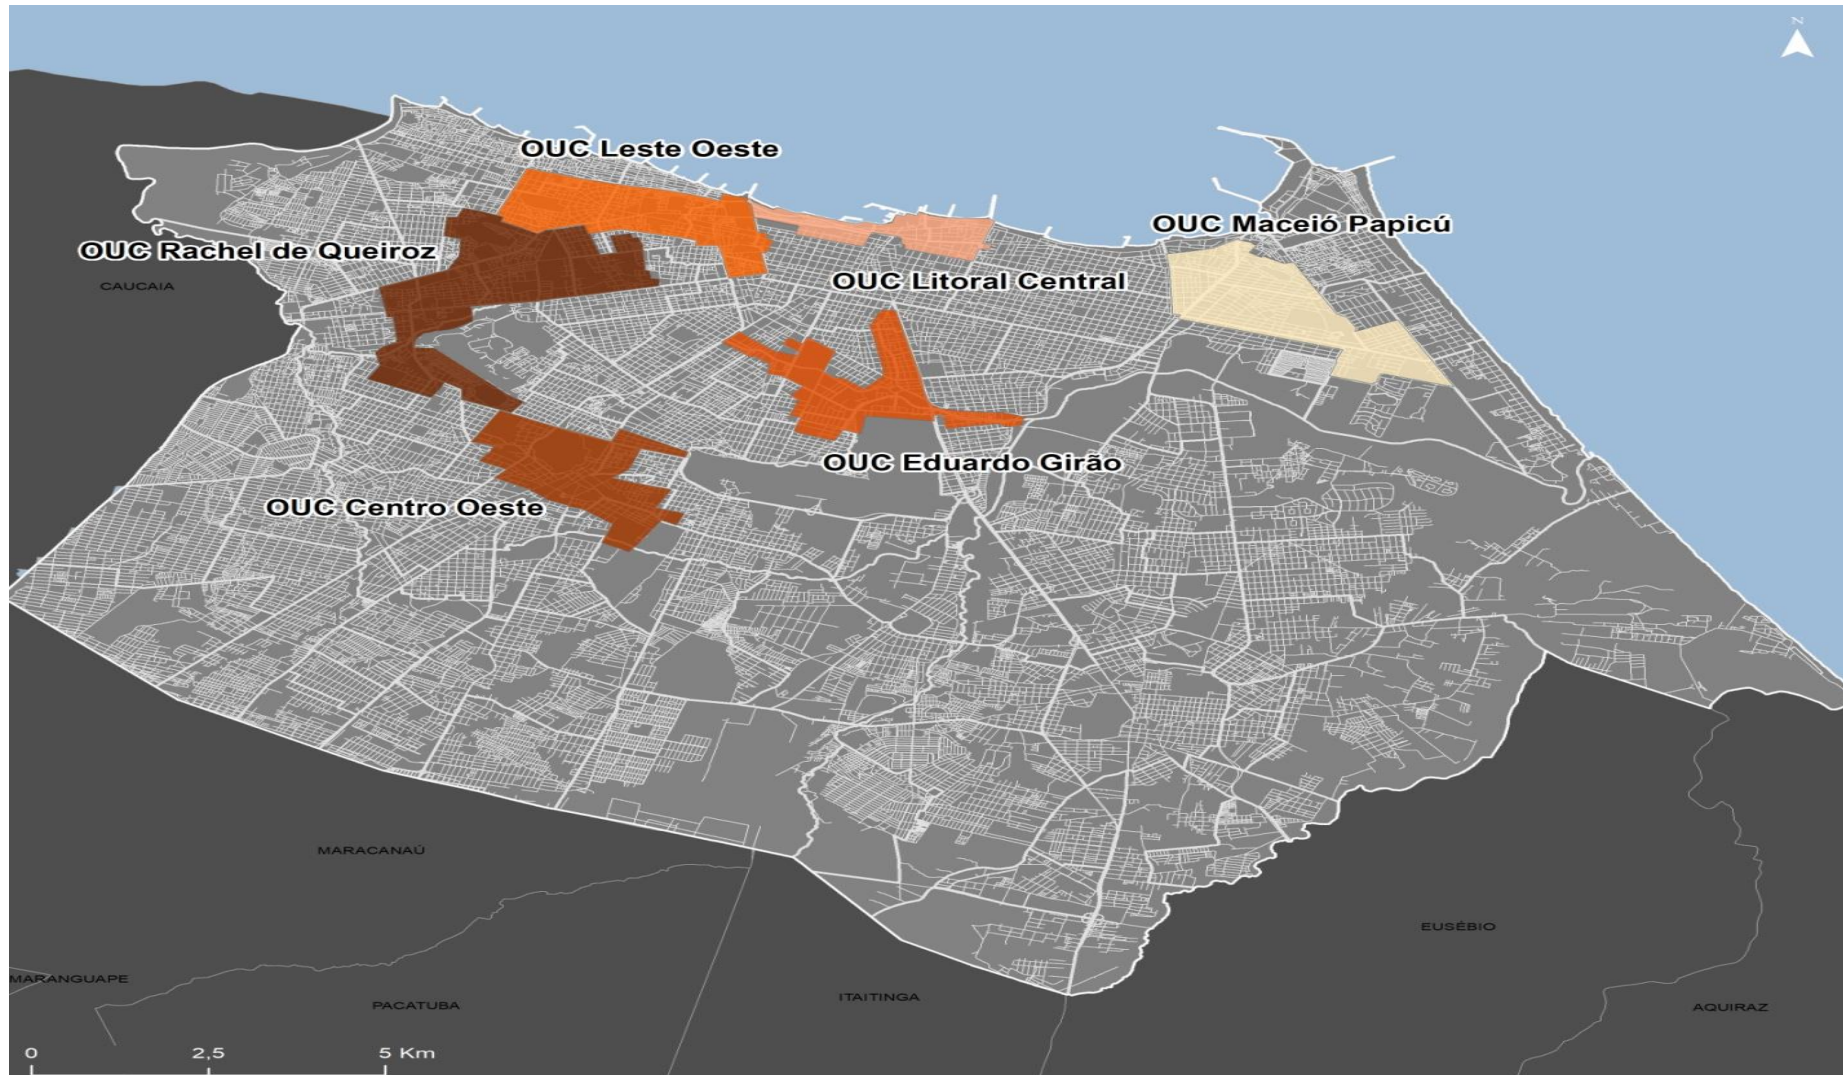 N
OUC Leste Oeste
OUC Maceió Papicú
OUC Rachel de Queiroz
OUC Litoral Central
CAUCAIA
OUC Eduardo Girão
OUC Centro Oeste
MARACANAÚ
EUSÉBIO
MARANGUAPE
ITAITINGA
PACATUBA
AQUIRAZ
0 2,5 5 Km